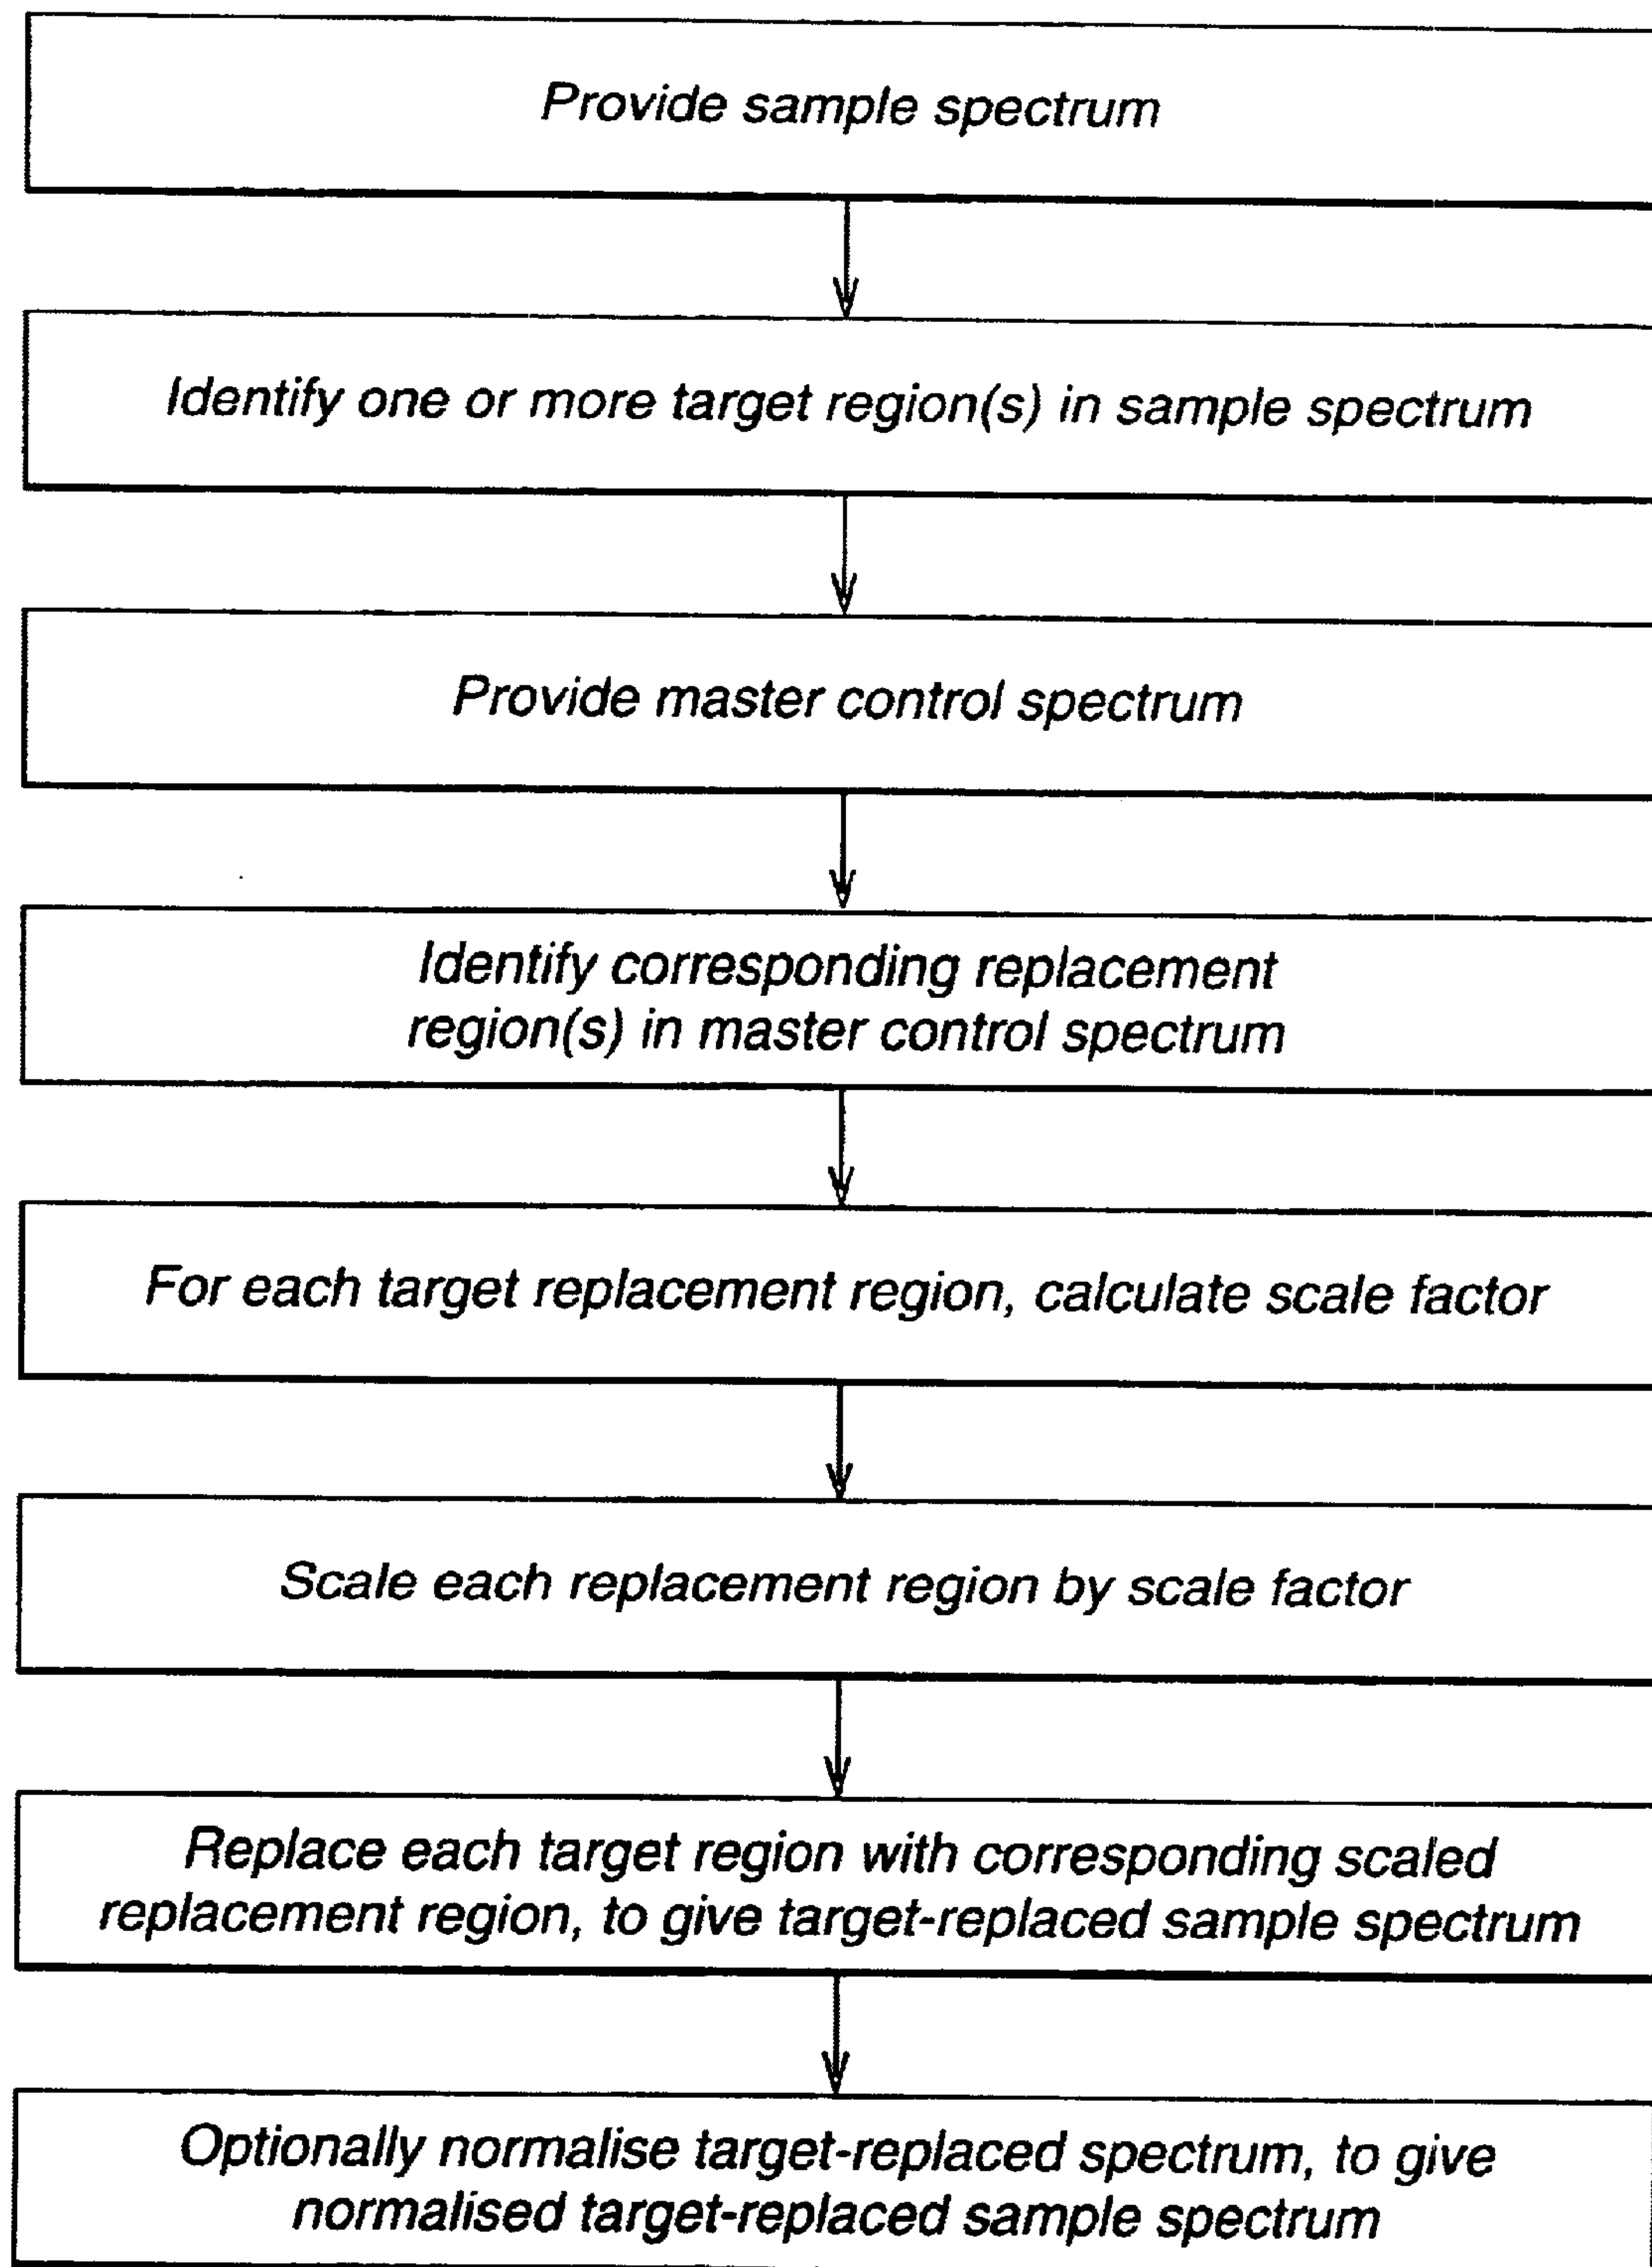 Provide sample spectrum
Identify one or more target region(s) in sample spectrum
Provide master control spectrum
Identify corresponding replacement
region(s) in master control spectrum
For each target replacement region, calculate scale factor
Scale each replacement region by scale factor
Replace each target region with corresponding scaled
replacement region, to give target-replaced sample spectrum
Optionally normalise target-replaced spectrum, to give
normalised target-replaced sample spectrum